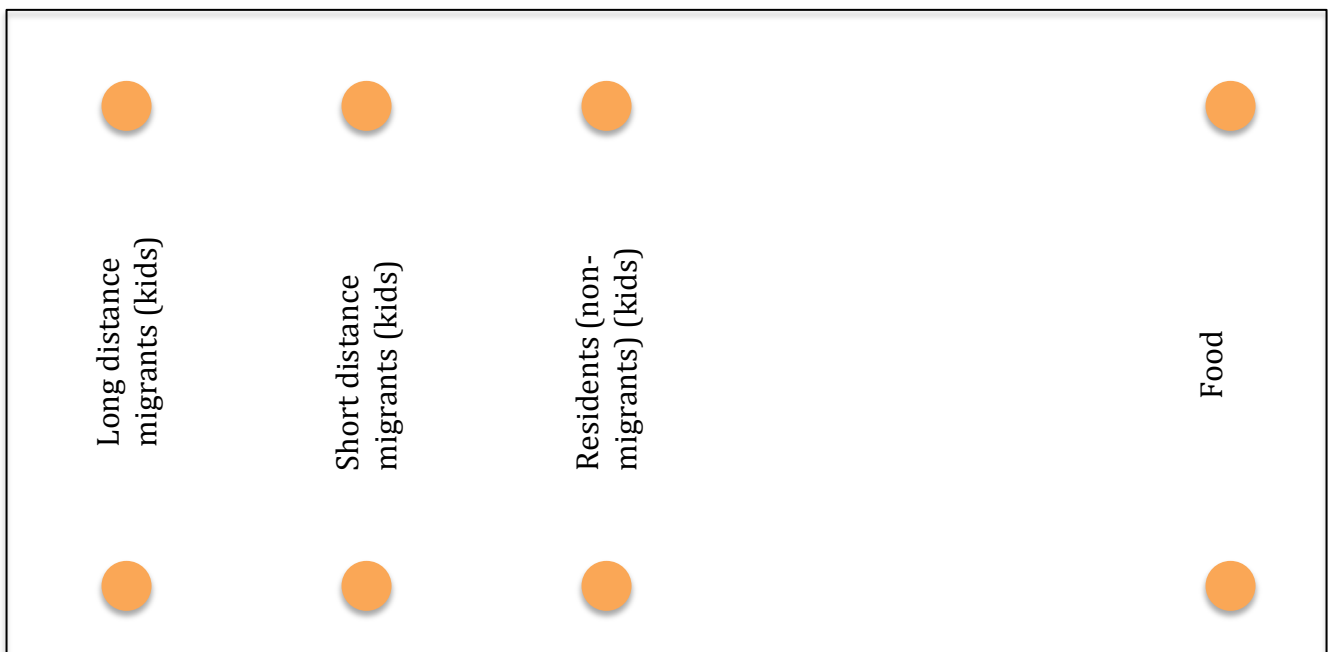 Long distance
migrants (kids)
Short distance
migrants (kids)
Residents (non-
migrants) (kids)
Food